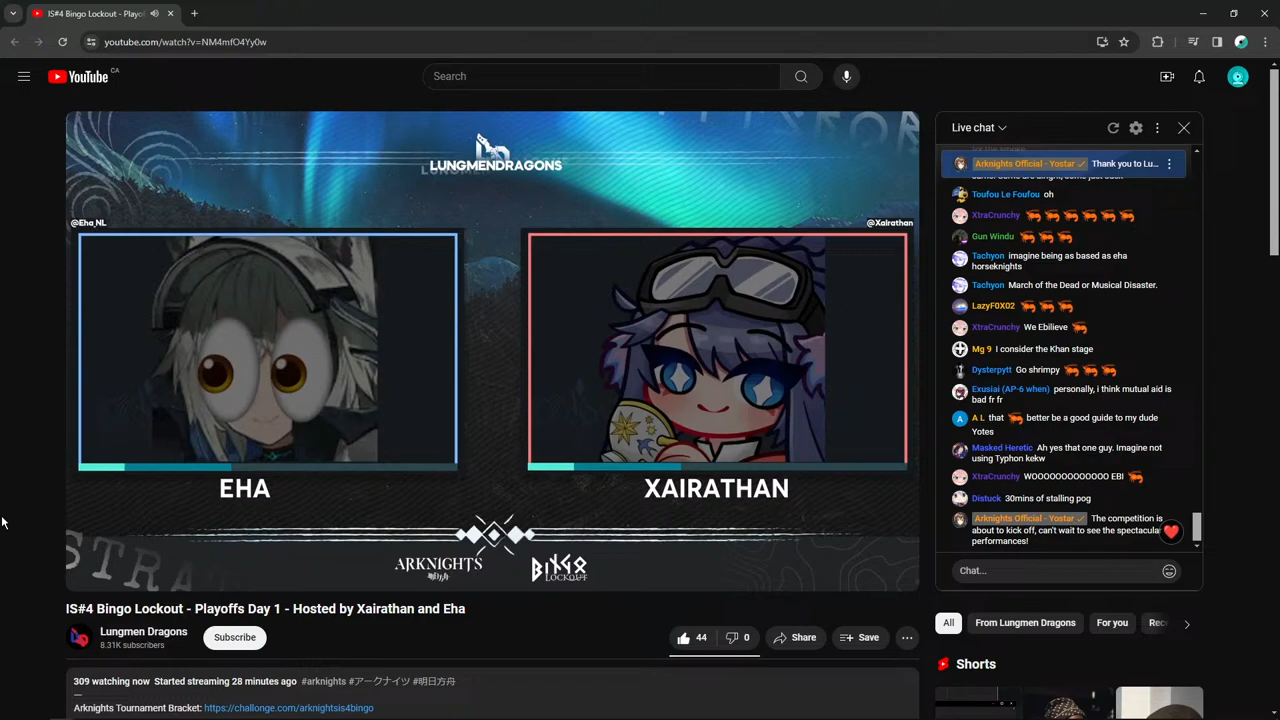 IS#4 Bingo Lockout - Playof
youtube.com/watch?v=NM4mfO4Yy0w
YouTube CA
Search
LUNGMENDRAGONS
@Eha_NL
@Xairathan
EHA
XAIRATHAN
ARKNIGHTS
明日方舟
BINGO
LOCKOUT
STRAT
IS#4 Bingo Lockout - Playoffs Day 1 - Hosted by Xairathan and Eha
Lungmen Dragons
8.31K subscribers
Subscribe
44
0
Share
Save
309 watching now Started streaming 28 minutes ago #arknights #アークナイツ #明日方舟
—
Arknights Tournament Bracket: https://challonge.com/arknightsis4bingo
Live chat
Arknights Official - Yostar Thank you to Lu...
Toufou Le Foufou oh
XtraCrunchy
Gun Windu
Tachyon imagine being as based as eha
horseknights
Tachyon March of the Dead or Musical Disaster.
LazyF0X02
XtraCrunchy We Ebilieve
Mg 9 I consider the Khan stage
Dysterpytt Go shrimpy
Exusiai (AP-6 when) personally, i think mutual aid is
bad fr fr
A L that better be a good guide to my dude
Yotes
Masked Heretic Ah yes that one guy. Imagine not
using Typhon kekw
XtraCrunchy WOOOOOOOOOOOO EBI
Distuck 30mins of stalling pog
Arknights Official - Yostar The competition is
about to kick off, can't wait to see the spectacula
performances!
Chat...
All
From Lungmen Dragons
For you
Rec
Shorts